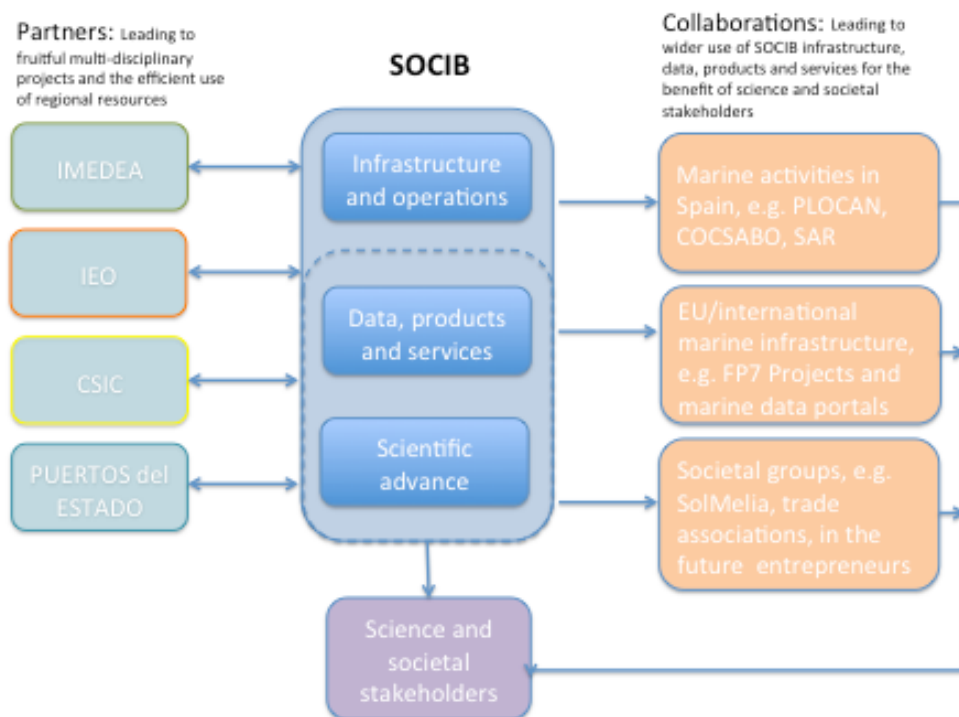 Partners: Leading to
fruitful multi-disciplinary
projects and the efficient use
of regional resources
IMEDEA
IEO
CSIC
PUERTOS del
ESTADO
SOCIB
Infrastructure
and operations
Data, products
and services
Scientific
advance
Science and
societal
stakeholders
Collaborations: Leading to
wider use of SOCIB infrastructure,
data, products and services for the
benefit of science and societal
stakeholders
Marine activities in
Spain, e.g. PLOCAN,
COCSABO, SAR
EU/international
marine infrastructure,
e.g. FP7 Projects and
marine data portals
Societal groups, e.g.
SolMelia, trade
associations, in the
future entrepreneurs